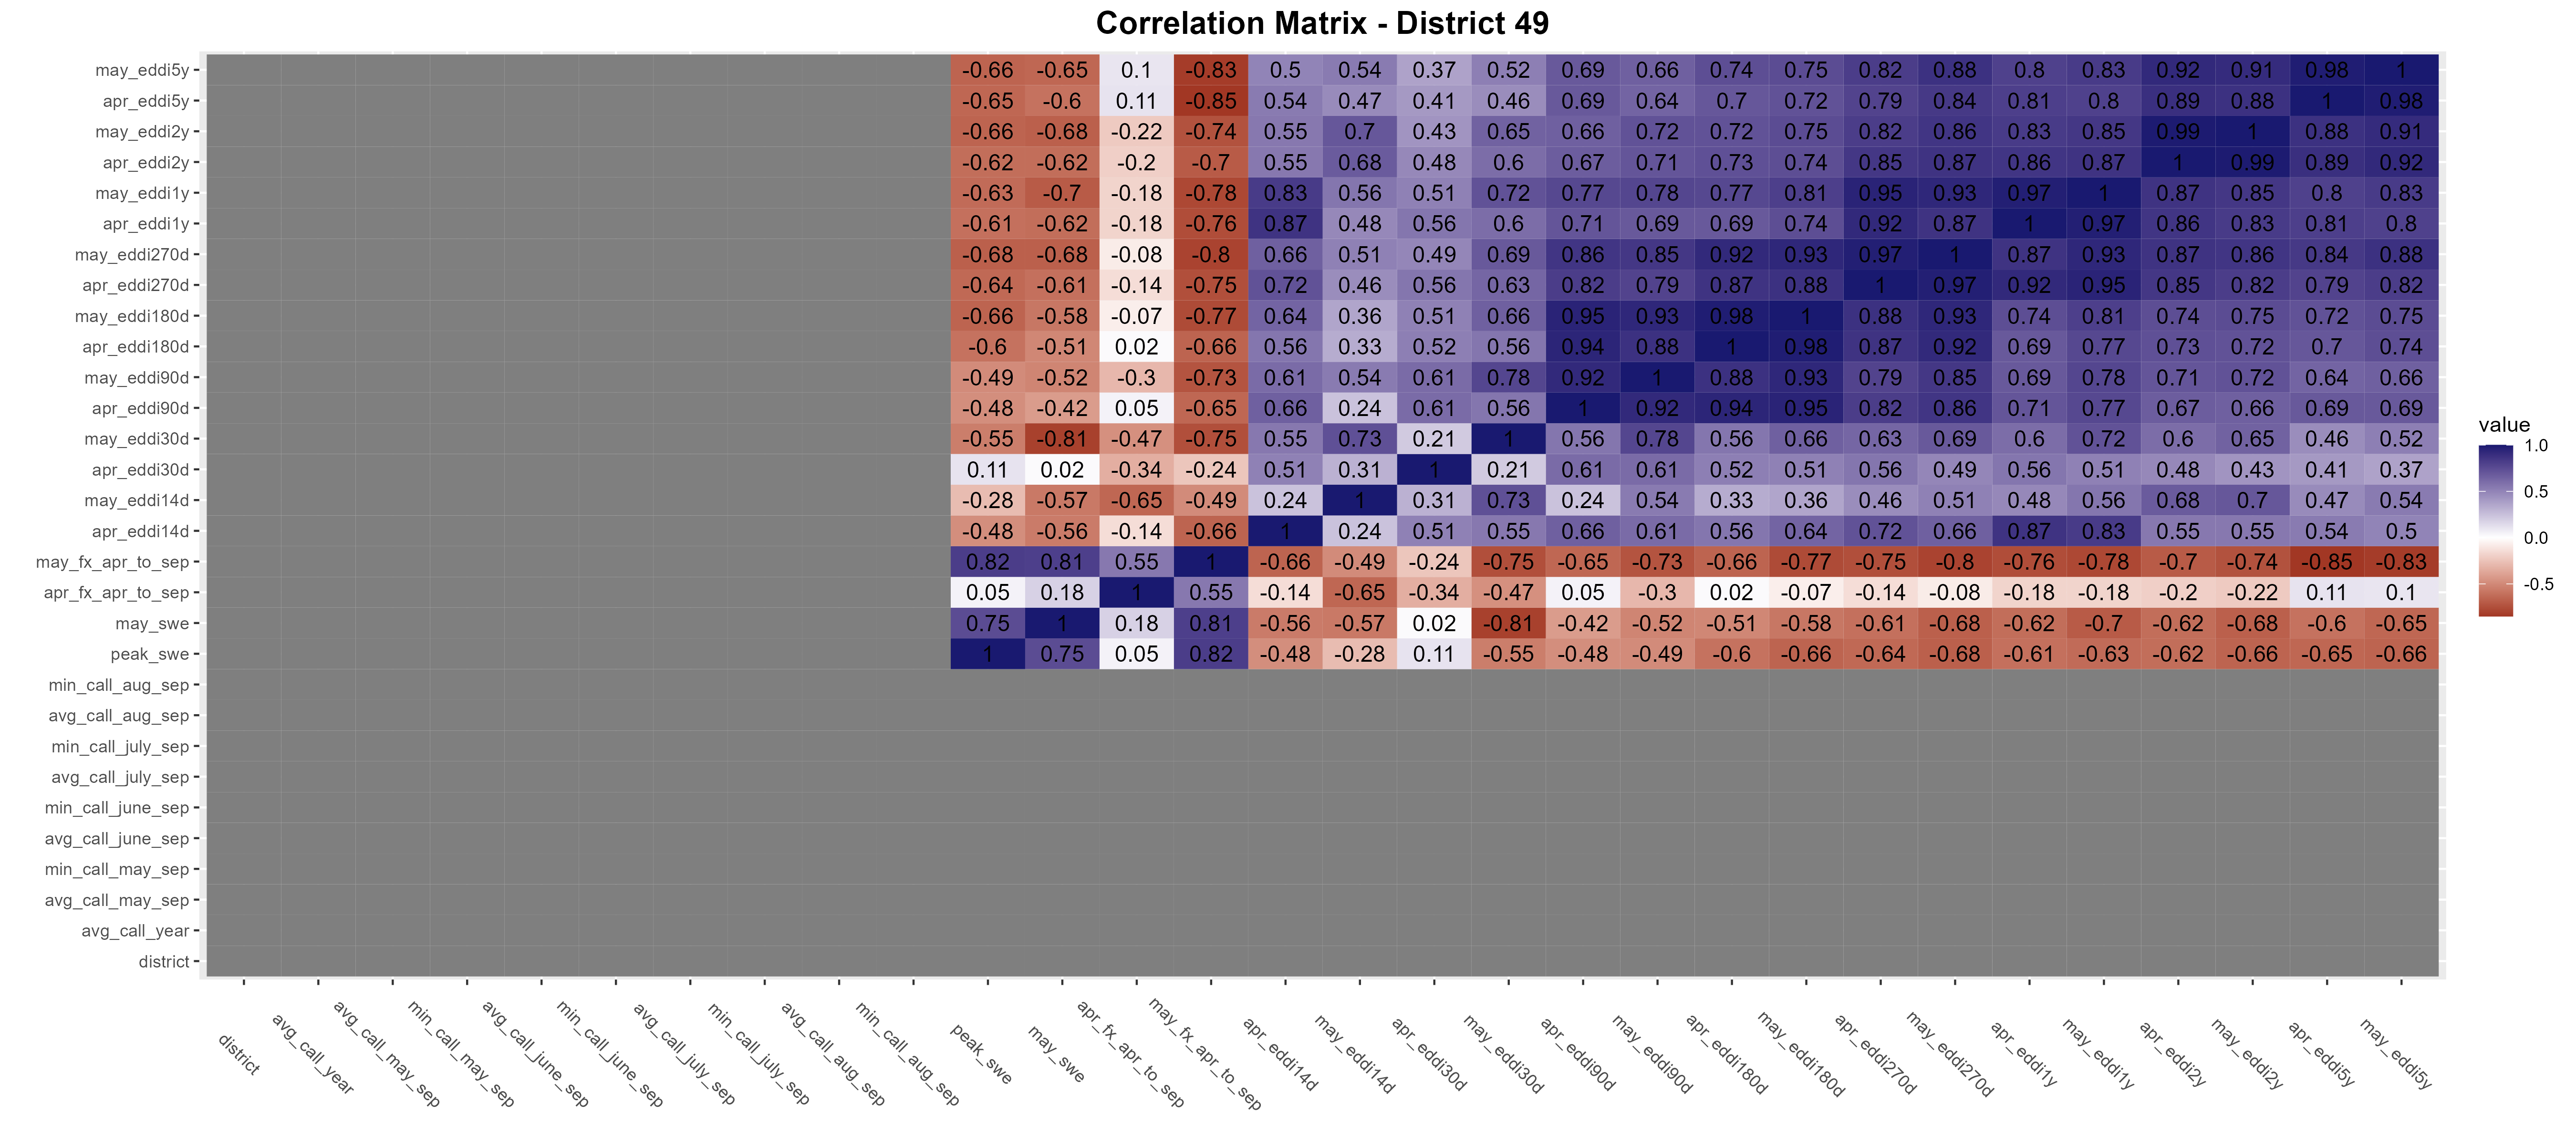 Correlation Matrix - District 49
may_eddi5y -0.66 -0.65 0.1 -0.83 0.5 0.54 0.37 0.52 0.69 0.66 0.74 0.75 0.82 0.88 0.8 0.83 0.92 0.91 0.98 1
apr_eddi5y -0.65 -0.6 0.11 -0.85 0.54 0.47 0.41 0.46 0.69 0.64 0.7 0.72 0.79 0.84 0.81 0.8 0.89 0.88 1 0.98
may_eddi2y -0.66 -0.68 -0.22 -0.74 0.55 0.7 0.43 0.65 0.66 0.72 0.72 0.75 0.82 0.86 0.83 0.85 0.99 1 0.88 0.91
apr_eddi2y -0.62 -0.62 -0.2 -0.7 0.55 0.68 0.48 0.6 0.67 0.71 0.73 0.74 0.85 0.87 0.86 0.87 1 0.99 0.89 0.92
may_eddi1y -0.63 -0.7 -0.18 -0.78 0.83 0.56 0.51 0.72 0.77 0.78 0.77 0.81 0.95 0.93 0.97 1 0.87 0.85 0.8 0.83
apr_eddi1y -0.61 -0.62 -0.18 -0.76 0.87 0.48 0.56 0.6 0.71 0.69 0.69 0.74 0.92 0.87 1 0.97 0.86 0.83 0.81 0.8
may_eddi270d -0.68 -0.68 -0.08 -0.8 0.66 0.51 0.49 0.69 0.86 0.85 0.92 0.93 0.97 1 0.87 0.93 0.87 0.86 0.84 0.88
apr_eddi270d -0.64 -0.61 -0.14 -0.75 0.72 0.46 0.56 0.63 0.82 0.79 0.87 0.88 1 0.97 0.92 0.95 0.85 0.82 0.79 0.82
may_eddi180d -0.66 -0.58 -0.07 -0.77 0.64 0.36 0.51 0.66 0.95 0.93 0.98 1 0.88 0.93 0.74 0.81 0.74 0.75 0.72 0.75
apr_eddi180d -0.6 -0.51 0.02 -0.66 0.56 0.33 0.52 0.56 0.94 0.88 1 0.98 0.87 0.92 0.69 0.77 0.73 0.72 0.7 0.74
may_eddi90d -0.49 -0.52 -0.3 -0.73 0.61 0.54 0.61 0.78 0.92 1 0.88 0.93 0.79 0.85 0.69 0.78 0.71 0.72 0.64 0.66
apr_eddi90d -0.48 -0.42 0.05 -0.65 0.66 0.24 0.61 0.56 1 0.92 0.94 0.95 0.82 0.86 0.71 0.77 0.67 0.66 0.69 0.69
may_eddi30d -0.55 -0.81 -0.47 -0.75 0.55 0.73 0.21 1 0.56 0.78 0.56 0.66 0.63 0.69 0.6 0.72 0.6 0.65 0.46 0.52
apr_eddi30d 0.11 0.02 -0.34 -0.24 0.51 0.31 1 0.21 0.61 0.61 0.52 0.51 0.56 0.49 0.56 0.51 0.48 0.43 0.41 0.37
may_eddi14d -0.28 -0.57 -0.65 -0.49 0.24 1 0.31 0.73 0.24 0.54 0.33 0.36 0.46 0.51 0.48 0.56 0.68 0.7 0.47 0.54
apr_eddi14d -0.48 -0.56 -0.14 -0.66 1 0.24 0.51 0.55 0.66 0.61 0.56 0.64 0.72 0.66 0.87 0.83 0.55 0.55 0.54 0.5
may_fx_apr_to_sep 0.82 0.81 0.55 1 -0.66 -0.49 -0.24 -0.75 -0.65 -0.73 -0.66 -0.77 -0.75 -0.8 -0.76 -0.78 -0.7 -0.74 -0.85 -0.83
apr_fx_apr_to_sep 0.05 0.18 1 0.55 -0.14 -0.65 -0.34 -0.47 0.05 -0.3 0.02 -0.07 -0.14 -0.08 -0.18 -0.18 -0.2 -0.22 0.11 0.1
may_swe 0.75 1 0.18 0.81 -0.56 -0.57 0.02 -0.81 -0.42 -0.52 -0.51 -0.58 -0.61 -0.68 -0.62 -0.7 -0.62 -0.68 -0.6 -0.65
peak_swe 1 0.75 0.05 0.82 -0.48 -0.28 0.11 -0.55 -0.48 -0.49 -0.6 -0.66 -0.64 -0.68 -0.61 -0.63 -0.62 -0.66 -0.65 -0.66
min_call_aug_sep
avg_call_aug_sep
min_call_july_sep
avg_call_july_sep
min_call_june_sep
avg_call_june_sep
min_call_may_sep
avg_call_may_sep
avg_call_year
district
district
avg_call_year
avg_call_may_sep
min_call_may_sep
avg_call_june_sep
min_call_june_sep
avg_call_july_sep
min_call_july_sep
avg_call_aug_sep
min_call_aug_sep
peak_swe
may_swe
apr_fx_apr_to_sep
may_fx_apr_to_sep
apr_eddi14d
may_eddi14d
apr_eddi30d
may_eddi30d
apr_eddi90d
may_eddi90d
apr_eddi180d
may_eddi180d
apr_eddi270d
may_eddi270d
apr_eddi1y
may_eddi1y
apr_eddi2y
may_eddi2y
apr_eddi5y
may_eddi5y
value
1.0
0.5
0.0
-0.5